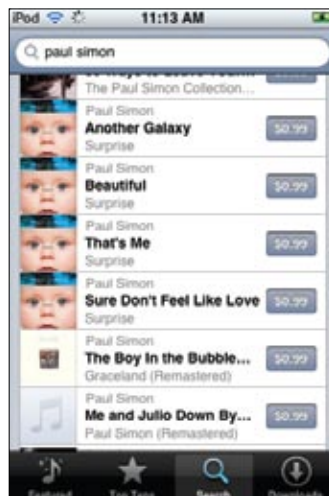 iPod 11:13 AM
paul simon
The Paul Simon Collection...
Paul Simon
Another Galaxy
Surprise
$0.99
Paul Simon
Beautiful
Surprise
$0.99
Paul Simon
That's Me
Surprise
$0.99
Paul Simon
Sure Don't Feel Like Love
Surprise
$0.99
Paul Simon
The Boy In the Bubble...
Graceland (Remastered)
$0.99
Paul Simon
Me and Julio Down By...
Paul Simon (Remastered)
$0.99
Featured Top Tens Search Downloads